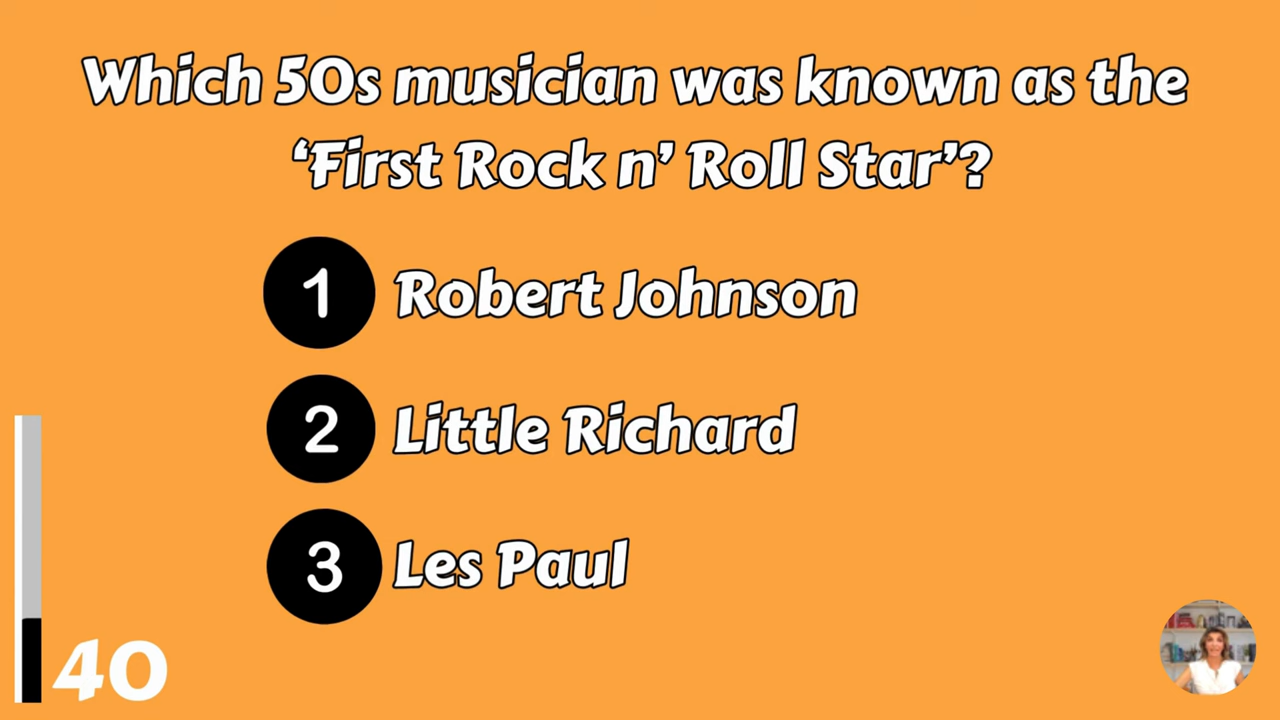 Which 50s musician was known as the
‘First Rock n’ Roll Star’?
1 Robert Johnson
2 Little Richard
3 Les Paul
40